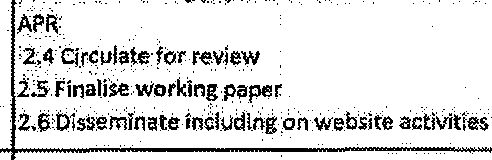 APR
2.4 Circulate for review
2.5 Finalise working paper
2.6 Disseminate including on website activities